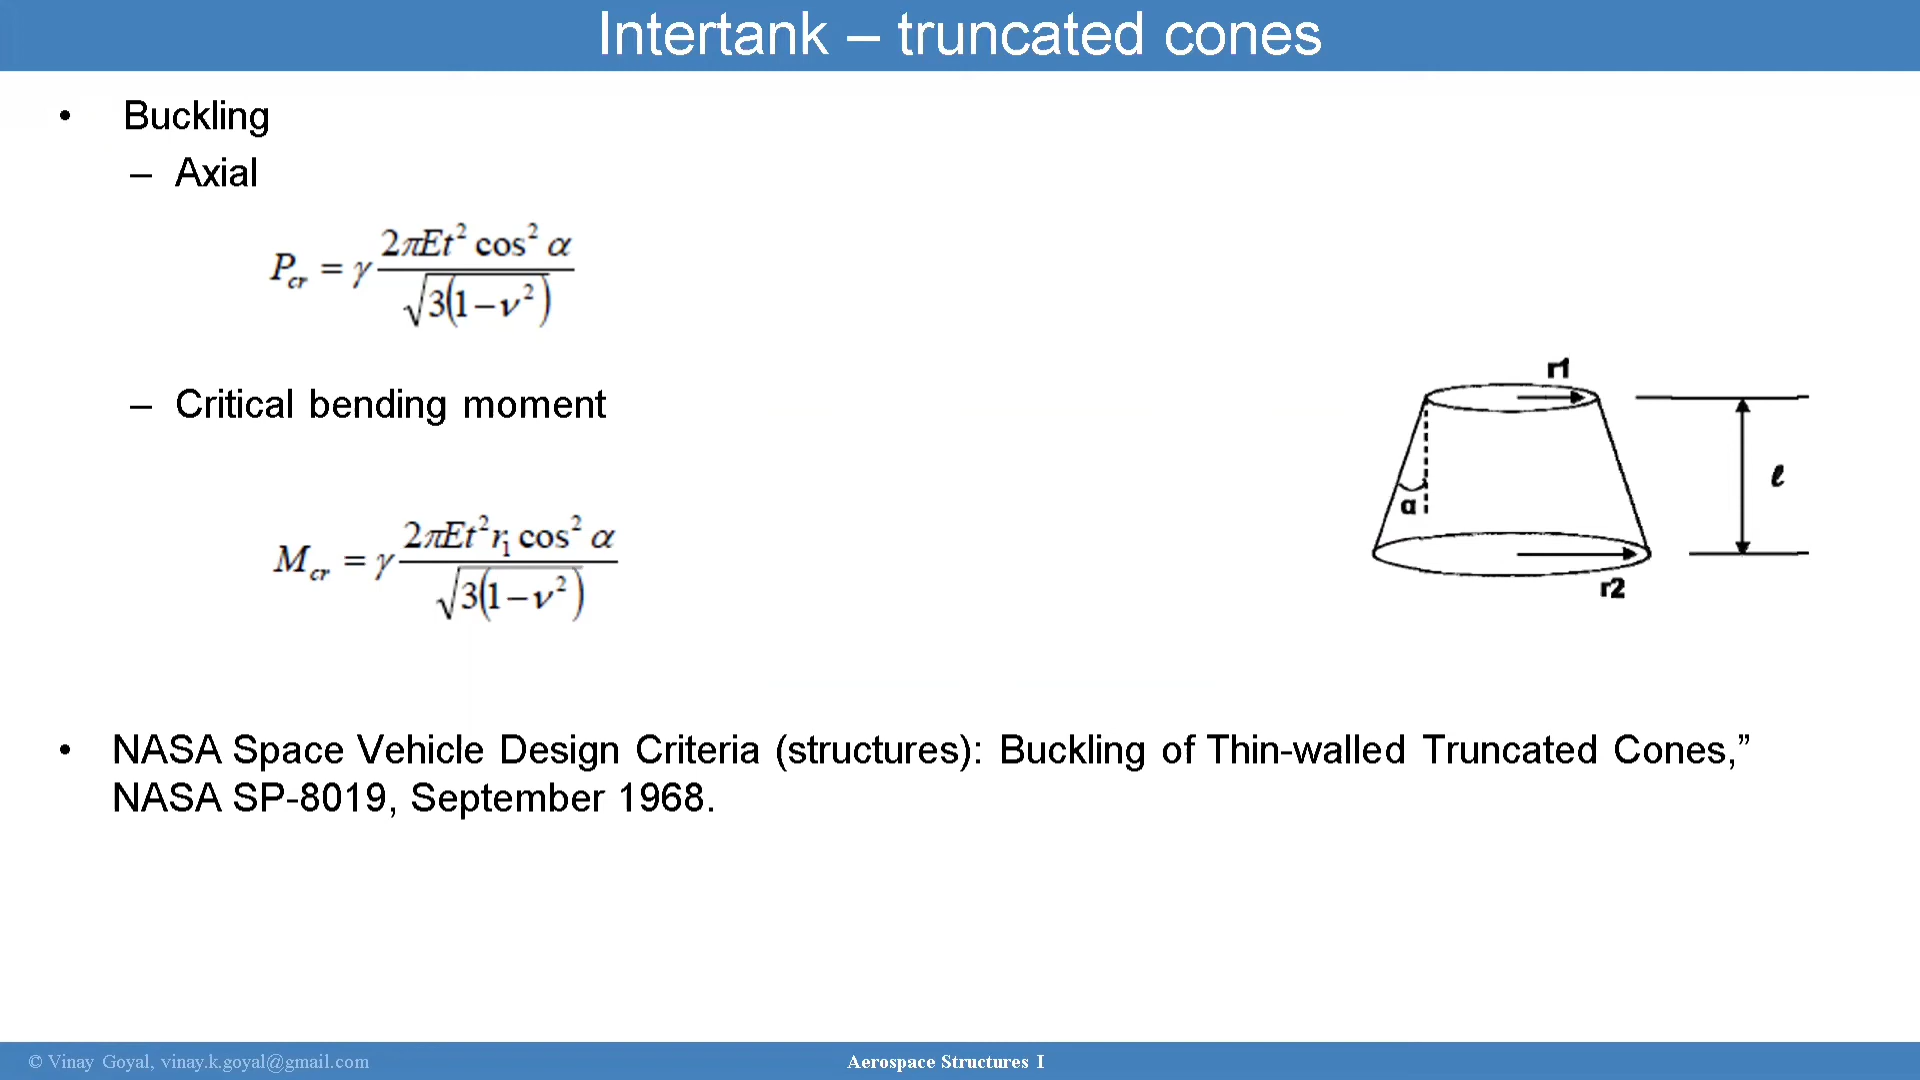 Intertank – truncated cones
• Buckling
– Axial
P_cr = γ 2πEt² cos² α / √3(1−ν²)
– Critical bending moment
M_cr = γ 2πEt² r₁ cos² α / √3(1−ν²)
r1
ℓ
α
r2
• NASA Space Vehicle Design Criteria (structures): Buckling of Thin-walled Truncated Cones,”
NASA SP-8019, September 1968.
© Vinay Goyal, vinay.k.goyal@gmail.com
Aerospace Structures I